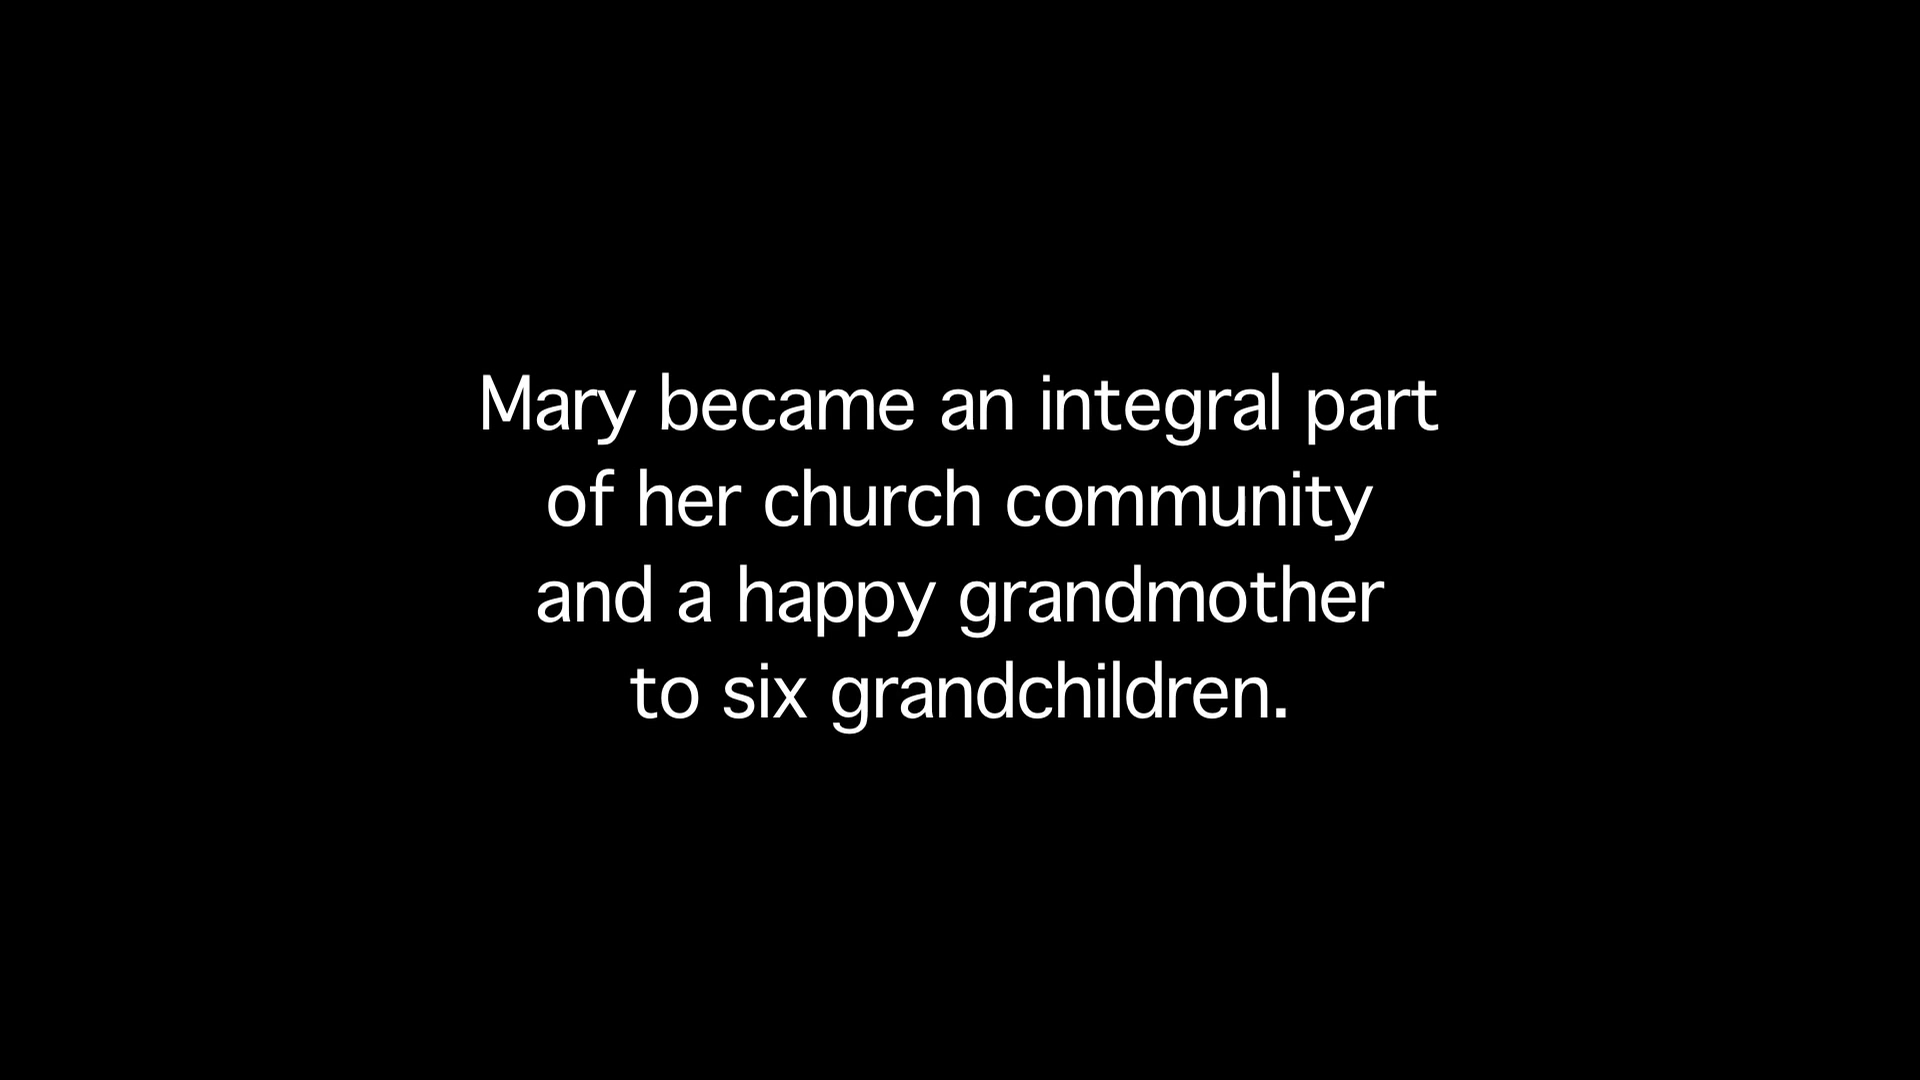 Mary became an integral part
of her church community
and a happy grandmother
to six grandchildren.